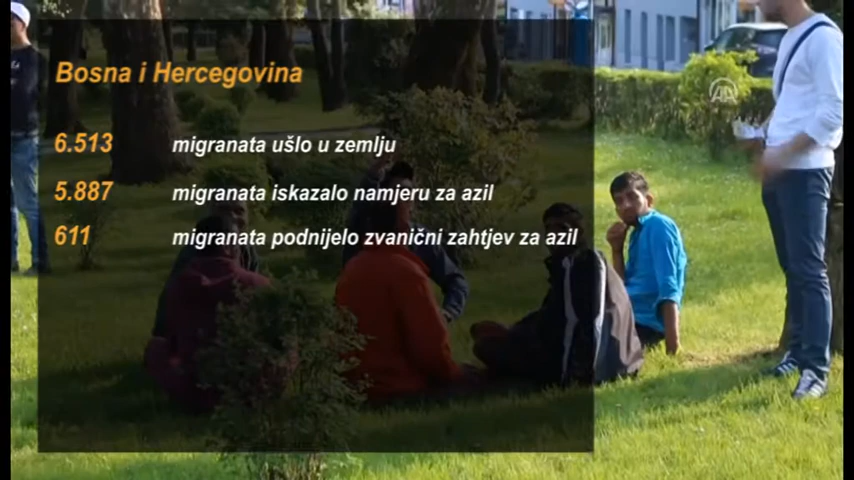 Bosna i Hercegovina
6.513 migranata ušlo u zemlju
5.887 migranata iskazalo namjeru za azil
611 migranata podnijelo zvanični zahtjev za azil
AA